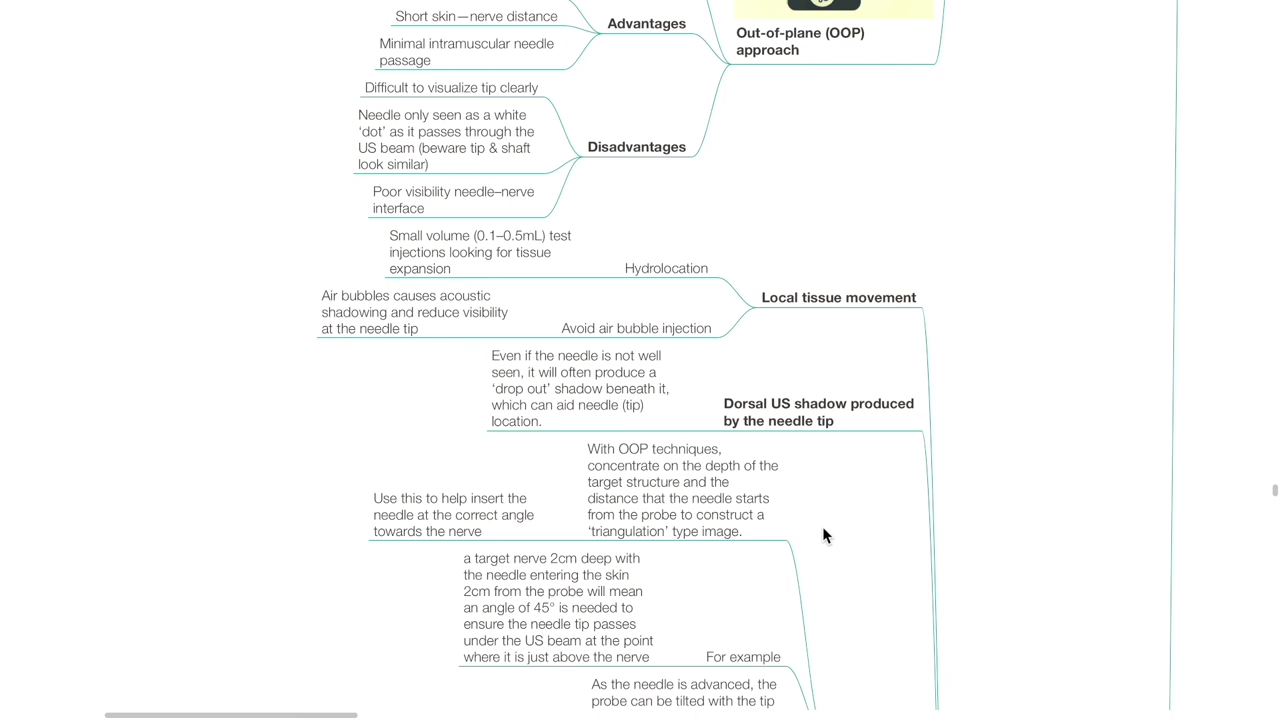 Short skin—nerve distance
Advantages
Minimal intramuscular needle
passage
Out-of-plane (OOP)
approach
Difficult to visualize tip clearly
Needle only seen as a white
‘dot’ as it passes through the
US beam (beware tip & shaft
look similar)
Disadvantages
Poor visibility needle–nerve
interface
Small volume (0.1–0.5mL) test
injections looking for tissue
expansion
Hydrolocation
Air bubbles causes acoustic
shadowing and reduce visibility
at the needle tip
Avoid air bubble injection
Local tissue movement
Even if the needle is not well
seen, it will often produce a
‘drop out’ shadow beneath it,
which can aid needle (tip)
location.
Dorsal US shadow produced
by the needle tip
With OOP techniques,
concentrate on the depth of the
target structure and the
distance that the needle starts
from the probe to construct a
‘triangulation’ type image.
Use this to help insert the
needle at the correct angle
towards the nerve
a target nerve 2cm deep with
the needle entering the skin
2cm from the probe will mean
an angle of 45° is needed to
ensure the needle tip passes
under the US beam at the point
where it is just above the nerve
For example
As the needle is advanced, the
probe can be tilted with the tip